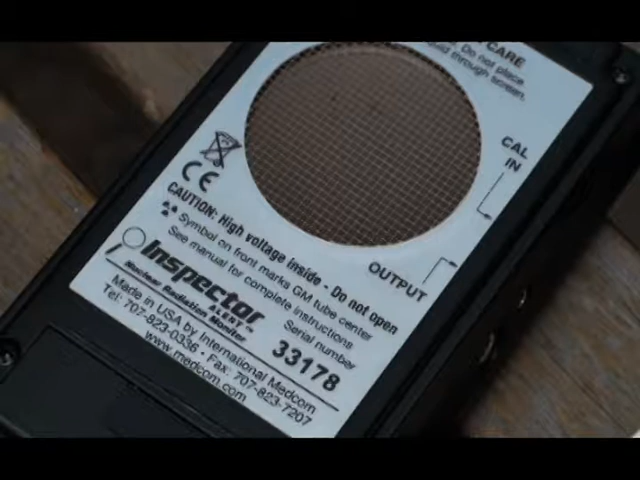 CARE
. Do not place
liquid through screen.
CAL
IN
CE
CAUTION: High voltage inside - Do not open
Symbol on front marks GM tube center
See manual for complete instructions
OUTPUT
Inspector
ALERT™
Nuclear Radiation Monitor
Serial number
33178
Made in USA by International Medcom
Tel: 707-823-0336 • Fax: 707-823-7207
www.medcom.com